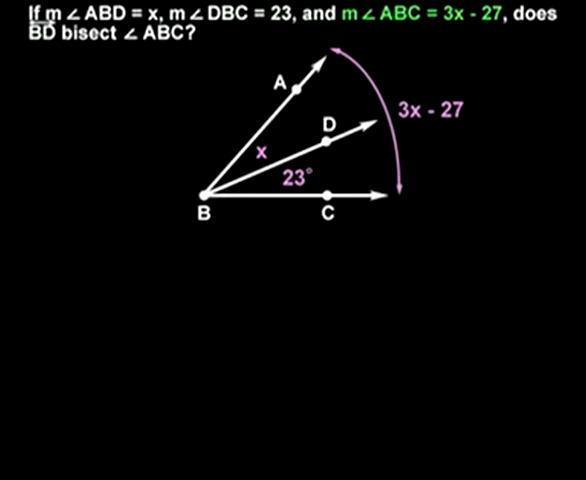 If m ∠ ABD = x, m ∠ DBC = 23, and m ∠ ABC = 3x - 27, does
BD bisect ∠ ABC?
A
3x - 27
D
x
23°
B
C